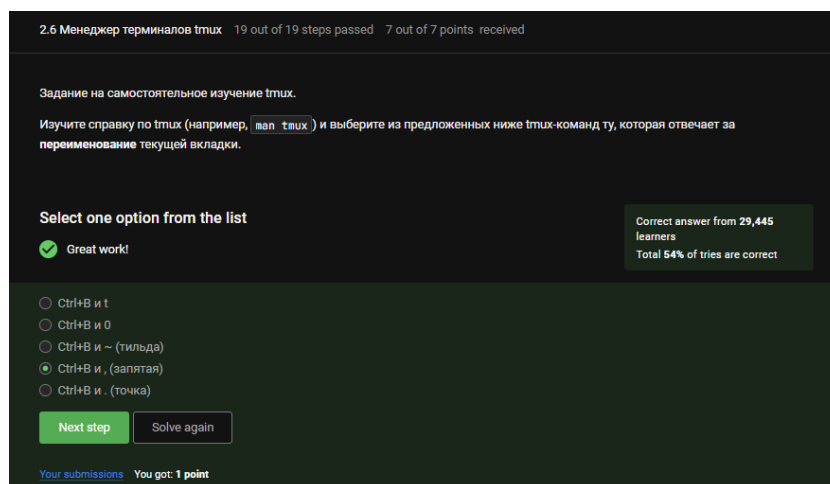 2.6 Менеджер терминалов tmux 19 out of 19 steps passed 7 out of 7 points received
Задание на самостоятельное изучение tmux.
Изучите справку по tmux (например, man tmux) и выберите из предложенных ниже tmux-команд ту, которая отвечает за
переименование текущей вкладки.
Select one option from the list
Great work!
Correct answer from 29,445
learners
Total 54% of tries are correct
Ctrl+B и t
Ctrl+B и 0
Ctrl+B и ~ (тильда)
Ctrl+B и , (запятая)
Ctrl+B и . (точка)
Next step Solve again
Your submissions You got: 1 point